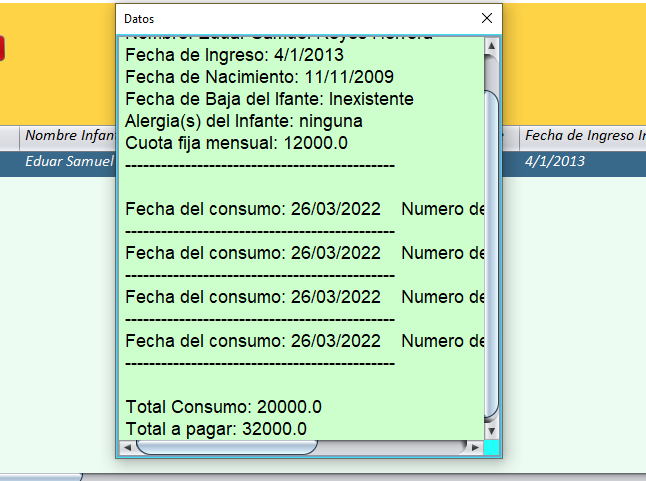 Datos
Nombre: Eduar Samuel Reyes Herrera
Fecha de Ingreso: 4/1/2013
Fecha de Nacimiento: 11/11/2009
Fecha de Baja del Ifante: Inexistente
Alergia(s) del Infante: ninguna
Cuota fija mensual: 12000.0
---------------------------------------------
Fecha del consumo: 26/03/2022 Numero de
---------------------------------------------
Fecha del consumo: 26/03/2022 Numero de
---------------------------------------------
Fecha del consumo: 26/03/2022 Numero de
---------------------------------------------
Fecha del consumo: 26/03/2022 Numero de
---------------------------------------------
Total Consumo: 20000.0
Total a pagar: 32000.0
Nombre Infan
Fecha de Ingreso I
Eduar Samuel
4/1/2013